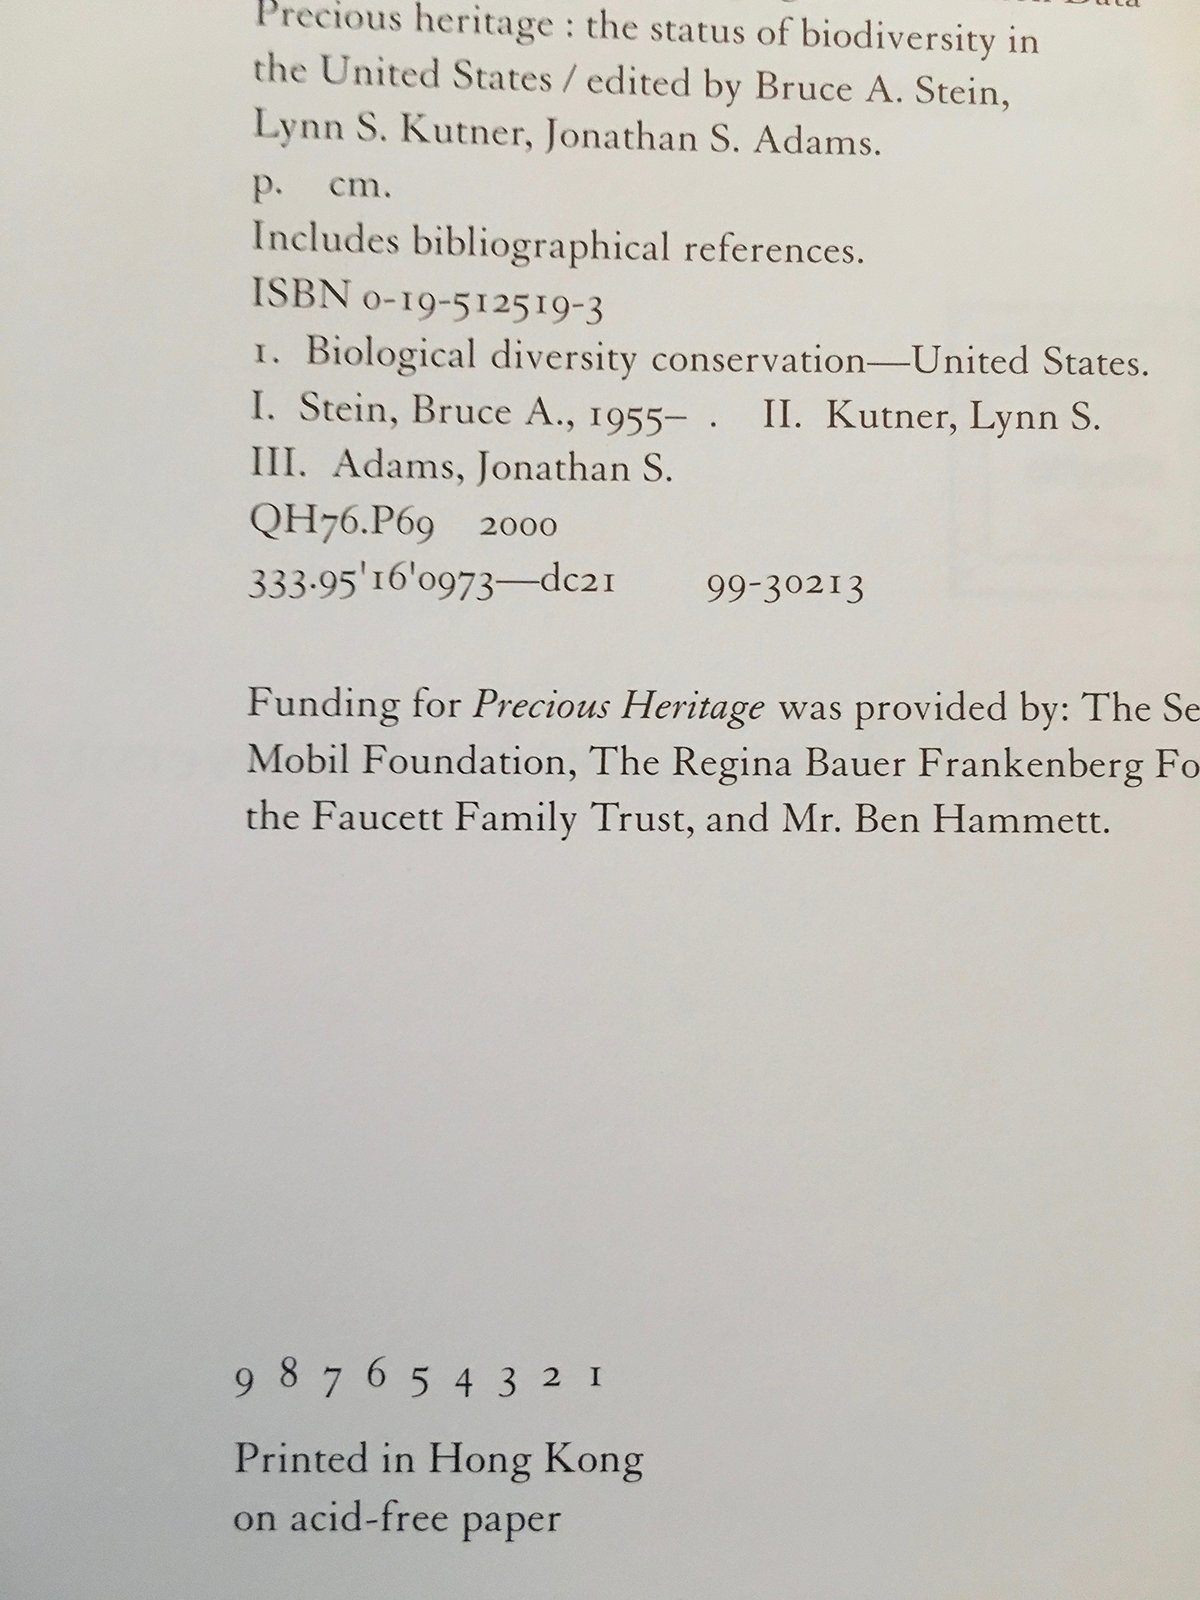 Data
Precious heritage : the status of biodiversity in
the United States / edited by Bruce A. Stein,
Lynn S. Kutner, Jonathan S. Adams.
p. cm.
Includes bibliographical references.
ISBN 0-19-512519-3
1. Biological diversity conservation—United States.
I. Stein, Bruce A., 1955– . II. Kutner, Lynn S.
III. Adams, Jonathan S.
QH76.P69 2000
333.95'16'0973—dc21 99-30213
Funding for Precious Heritage was provided by: The Se
Mobil Foundation, The Regina Bauer Frankenberg Fo
the Faucett Family Trust, and Mr. Ben Hammett.
9 8 7 6 5 4 3 2 1
Printed in Hong Kong
on acid-free paper